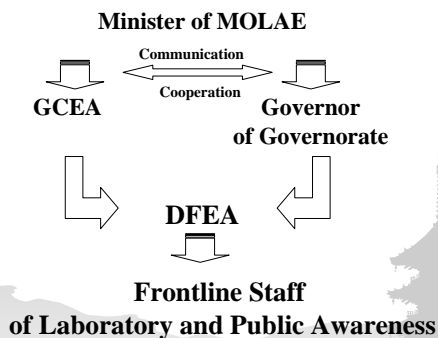 Minister of MOLAE
Communication
Cooperation
GCEA
Governor
of Governorate
DFEA
Frontline Staff
of Laboratory and Public Awareness